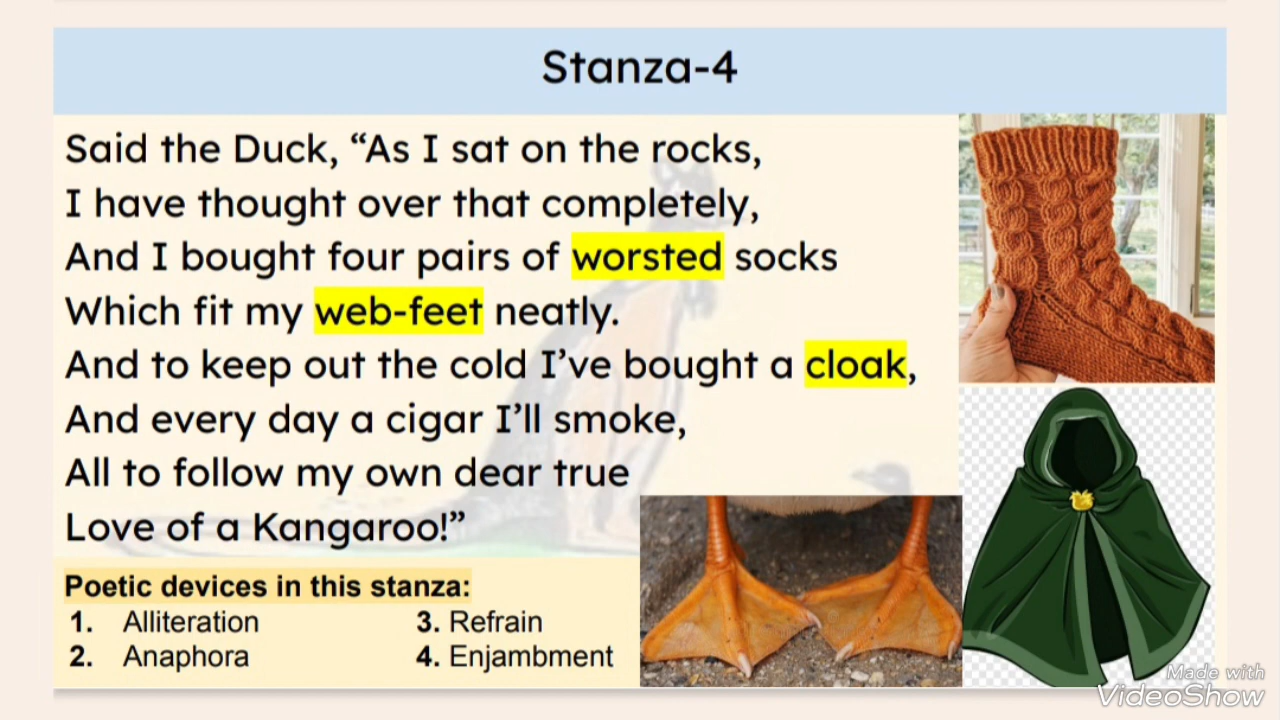 Stanza-4
Said the Duck, “As I sat on the rocks,
I have thought over that completely,
And I bought four pairs of worsted socks
Which fit my web-feet neatly.
And to keep out the cold I’ve bought a cloak,
And every day a cigar I’ll smoke,
All to follow my own dear true
Love of a Kangaroo!”
Poetic devices in this stanza:
1. Alliteration
2. Anaphora
3. Refrain
4. Enjambment
Made with
VideoShow